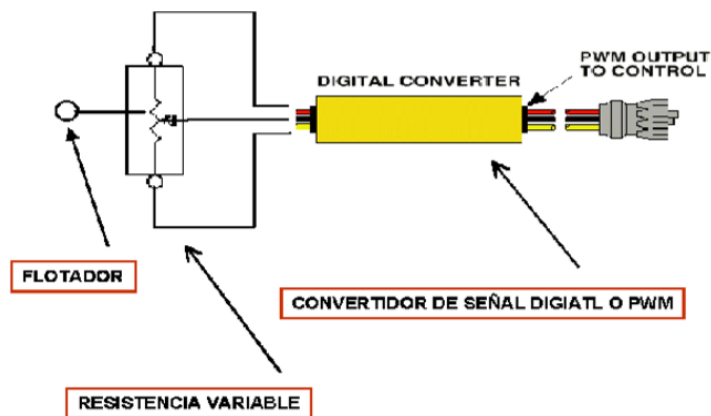 PWM OUTPUT
TO CONTROL
DIGITAL CONVERTER
FLOTADOR
CONVERTIDOR DE SEÑAL DIGIATL O PWM
RESISTENCIA VARIABLE